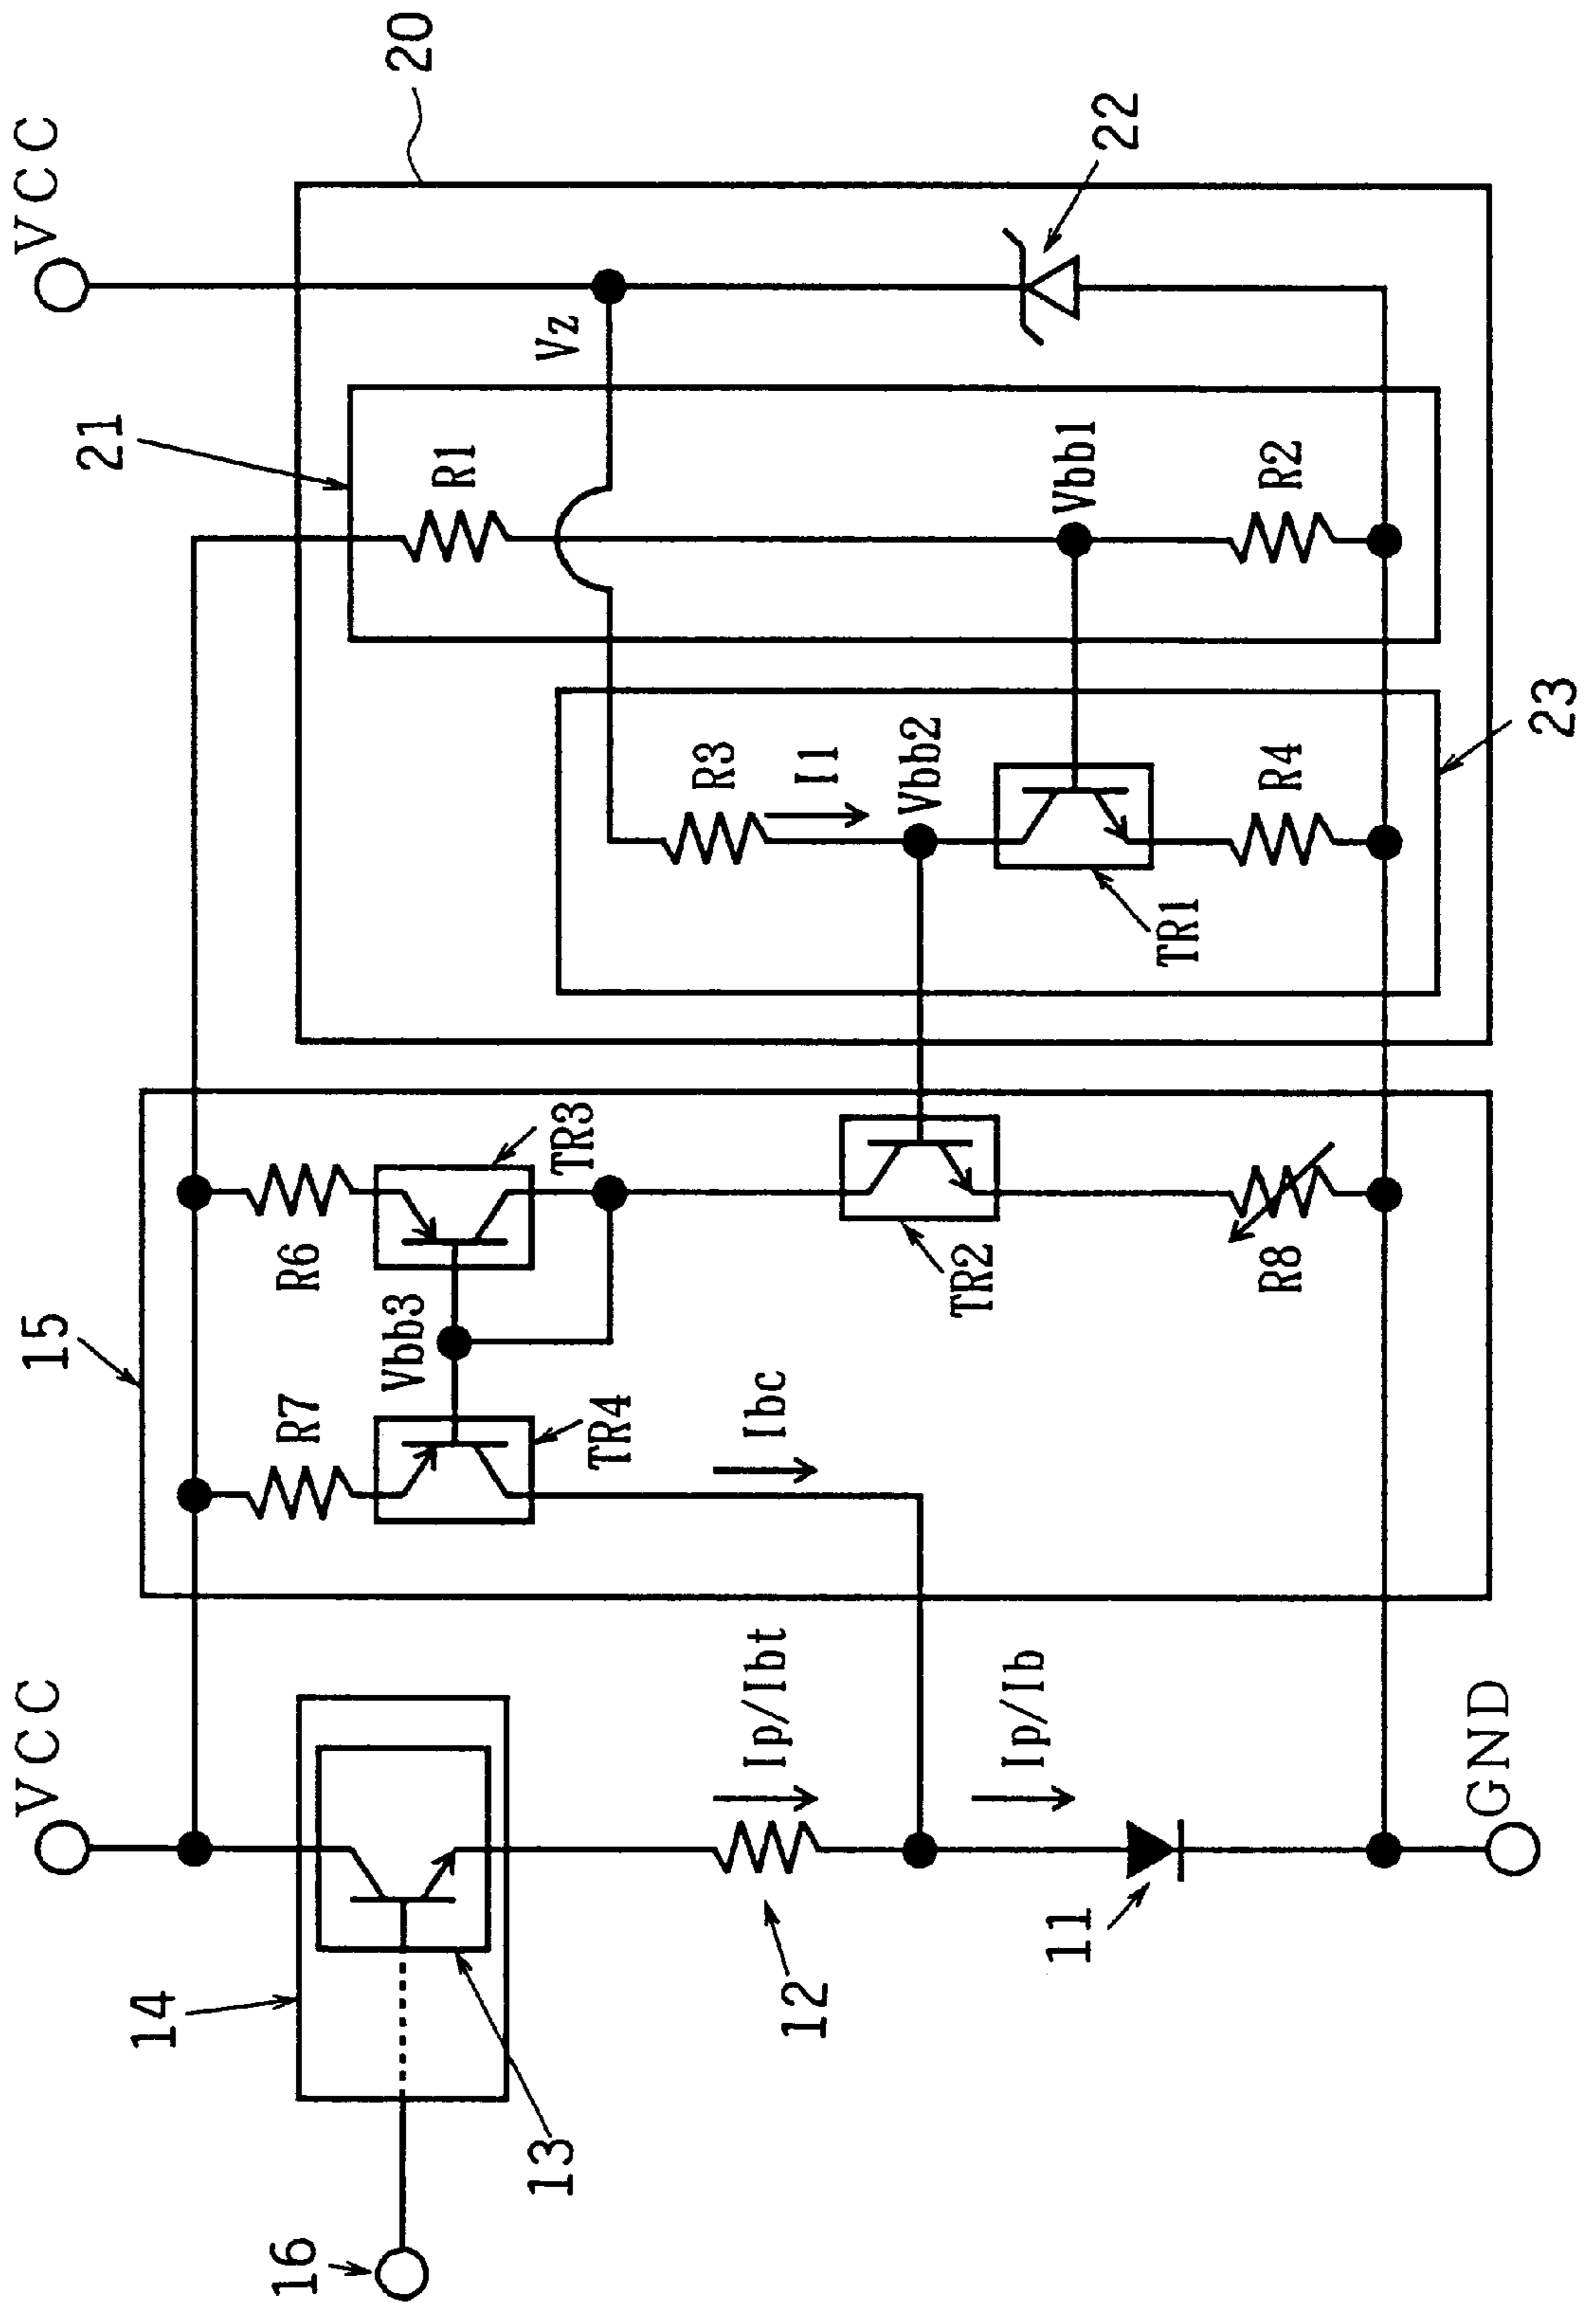 VCC
VCC
20
15
21
14
R7
R6
R1
Vz
TR3
Vbb3
TR4
13
16
R3
I1
22
Ibc
Ip/Ibt
12
Vbb2
Vbb1
TR2
TR1
Ip/Ib
11
R8
R4
R2
GND
23